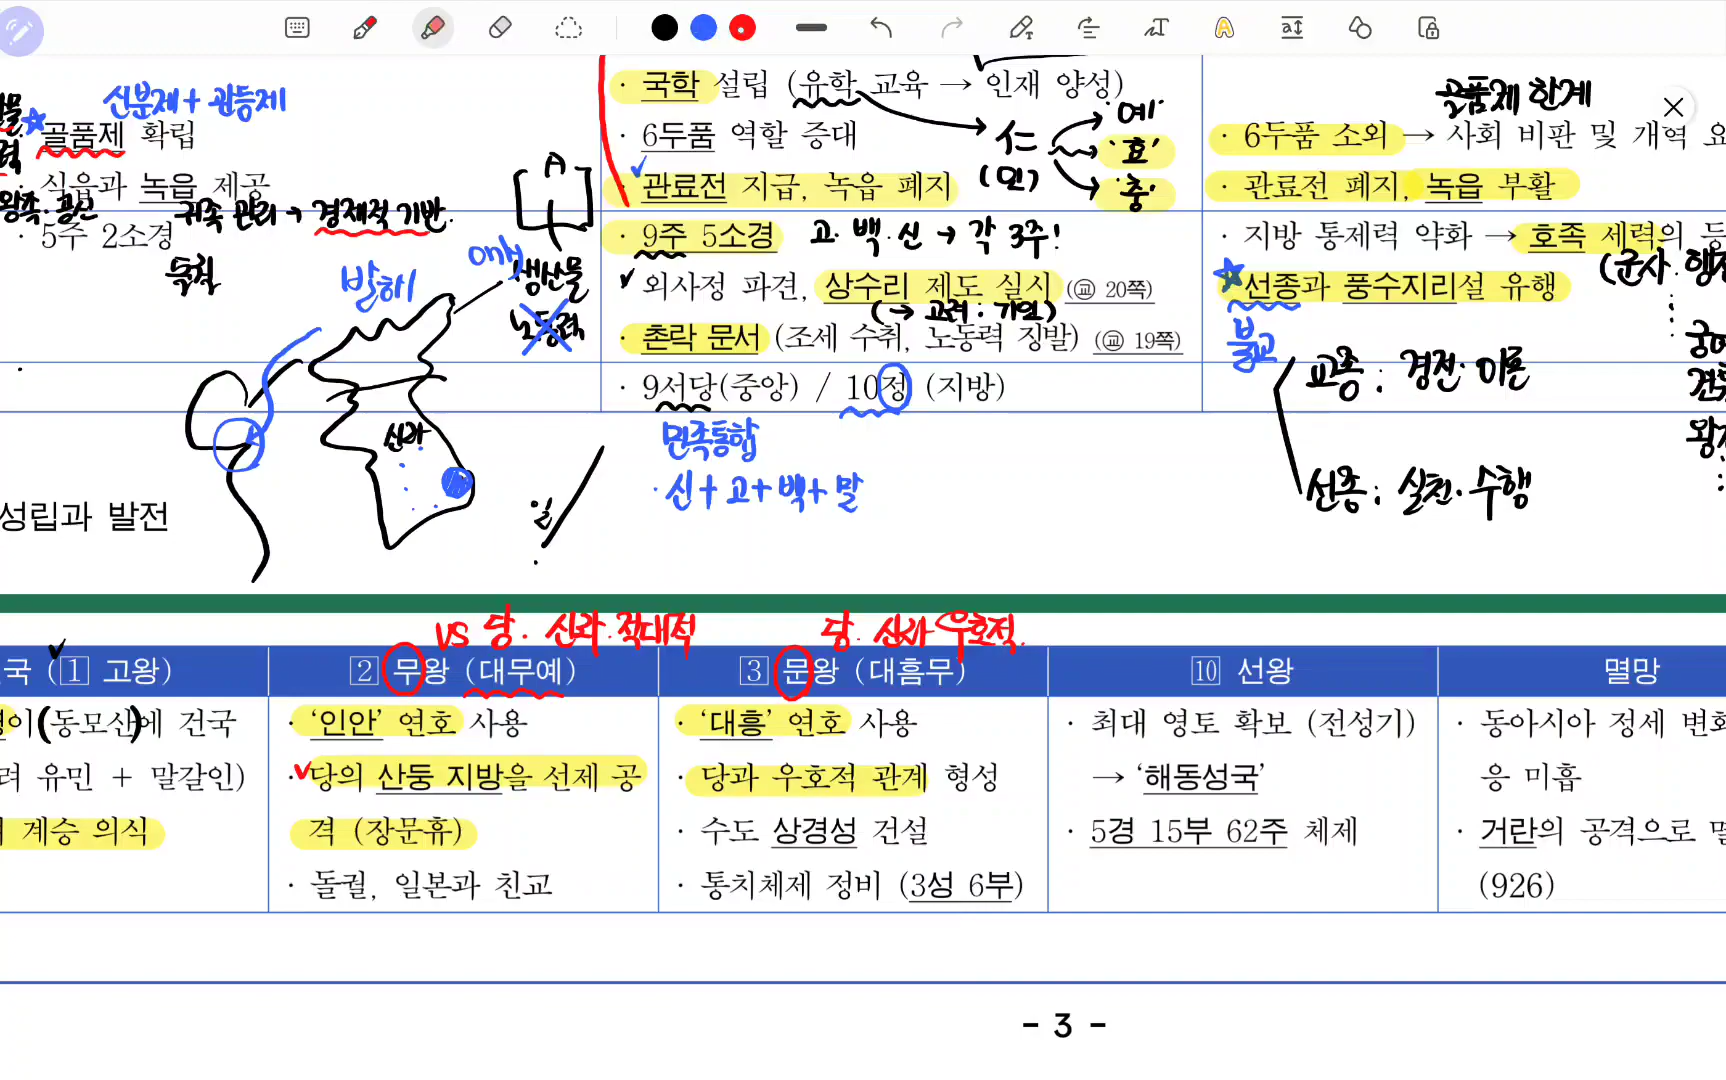 신분제 + 관등제
골품제 확립
· 식읍과 녹읍 제공
귀족 관리 → 경제적 기반.
· 5주 2소경
A
only 생산물
노동력
발해
신라
· 국학 설립 (유학 교육 → 인재 양성)
仁
(인)
'예'
'효'
'충'
· 6두품 역할 증대
· 관료전 지급, 녹읍 폐지
· 9주 5소경
고·백·신 → 각 3주!
외사정 파견, 상수리 제도 실시 (㉿ 20쪽)
(→ 고려 : 기인)
· 촌락 문서 (조세 수취, 노동력 징발) (㉿ 19쪽)
· 9서당(중앙) / 10정 (지방)
민족통합
· 신 + 고 + 백 + 말
골품제 한계
· 6두품 소외 → 사회 비판 및 개역 요
· 관료전 폐지, 녹읍 부활
· 지방 통제력 약화 → 호족 세력의 등
(군사 행정
· 선종과 풍수지리설 유행
불교
교종 : 경전·이론
선종 : 실천·수행
성립과 발전
vs 당·신라 적대적
당·신라 우호적.
국 (1 고왕)
이(동모산)에 건국
려 유민 + 말갈인)
계승 의식
2 무왕 (대무예)
· '인안' 연호 사용
· 당의 산둥 지방을 선제 공
격 (장문휴)
· 돌궐, 일본과 친교
3 문왕 (대흠무)
· '대흥' 연호 사용
· 당과 우호적 관계 형성
· 수도 상경성 건설
· 통치체제 정비 (3성 6부)
10 선왕
· 최대 영토 확보 (전성기)
→ '해동성국'
· 5경 15부 62주 체제
멸망
· 동아시아 정세 변화
응 미흡
· 거란의 공격으로 멸
(926)
- 3 -